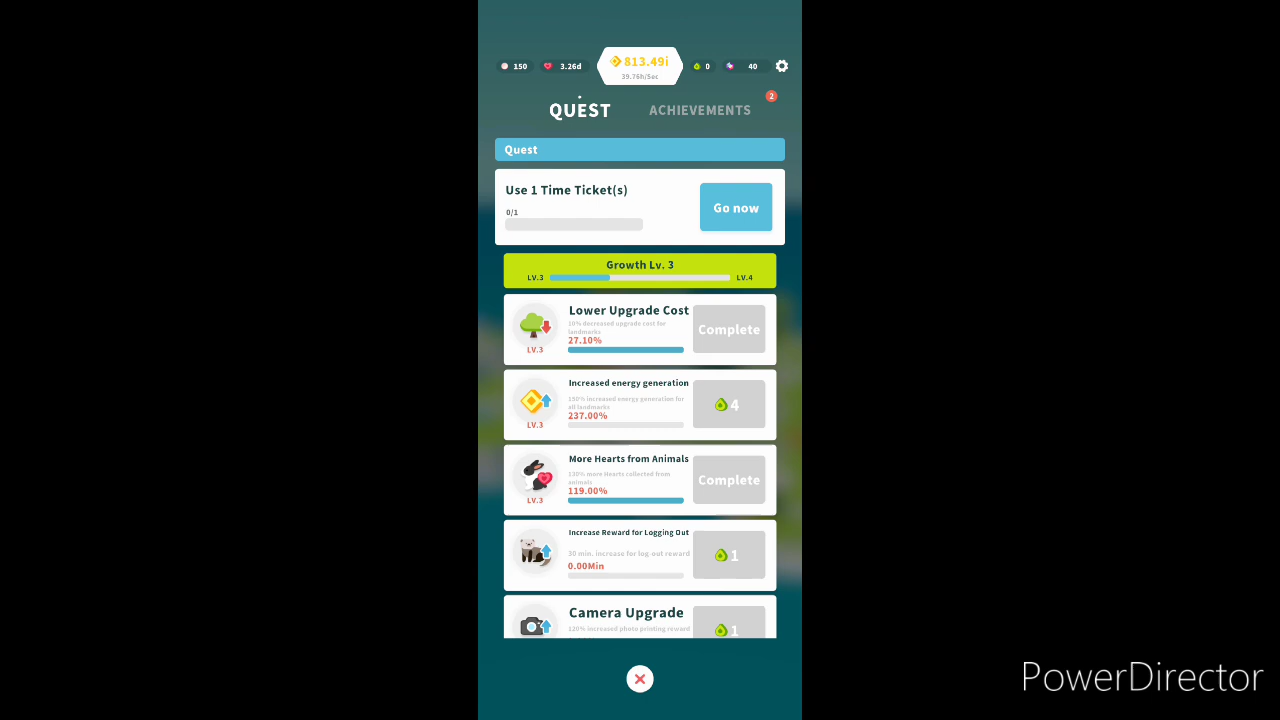 150
3.26d
813.49i
39.76h/Sec
0
40
QUEST
ACHIEVEMENTS
2
Quest
Use 1 Time Ticket(s)
0/1
Go now
Growth Lv. 3
LV.3
LV.4
Lower Upgrade Cost
10% decreased upgrade cost for
landmarks
27.10%
LV.3
Complete
Increased energy generation
150% increased energy generation for
all landmarks
237.00%
LV.3
4
More Hearts from Animals
130% more Hearts collected from
animals
119.00%
LV.3
Complete
Increase Reward for Logging Out
30 min. increase for log-out reward
0.00Min
1
Camera Upgrade
120% increased photo printing reward
1
PowerDirector